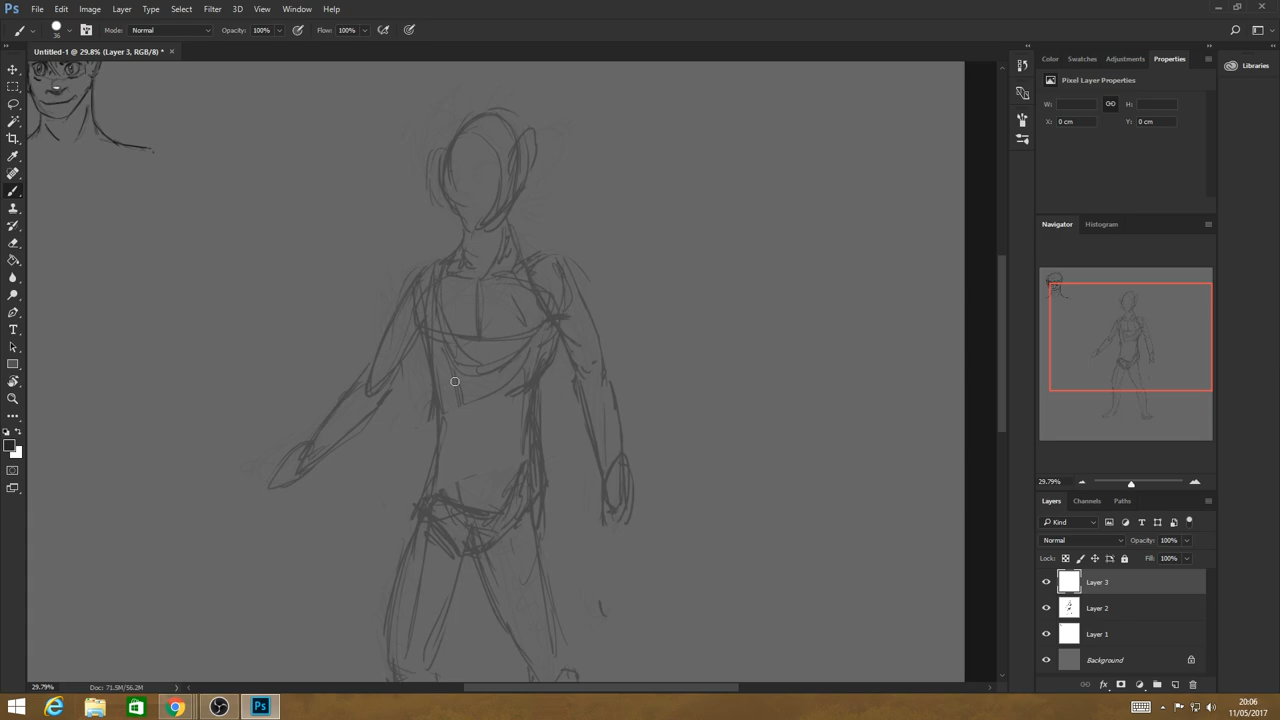 Ps File Edit Image Layer Type Select Filter 3D View Window Help
36 Mode: Normal Opacity: 100% Flow: 100%
Untitled-1 @ 29.8% (Layer 3, RGB/8) * ×
Color Swatches Adjustments Properties
Libraries
Pixel Layer Properties
W: H:
X: 0 cm Y: 0 cm
Navigator Histogram
29.79%
Layers Channels Paths
Kind
Normal Opacity: 100%
Lock: Fill: 100%
Layer 3
Layer 2
Layer 1
Background
29.79% Doc: 71.5M/56.2M
Ps
20:06
11/05/2017